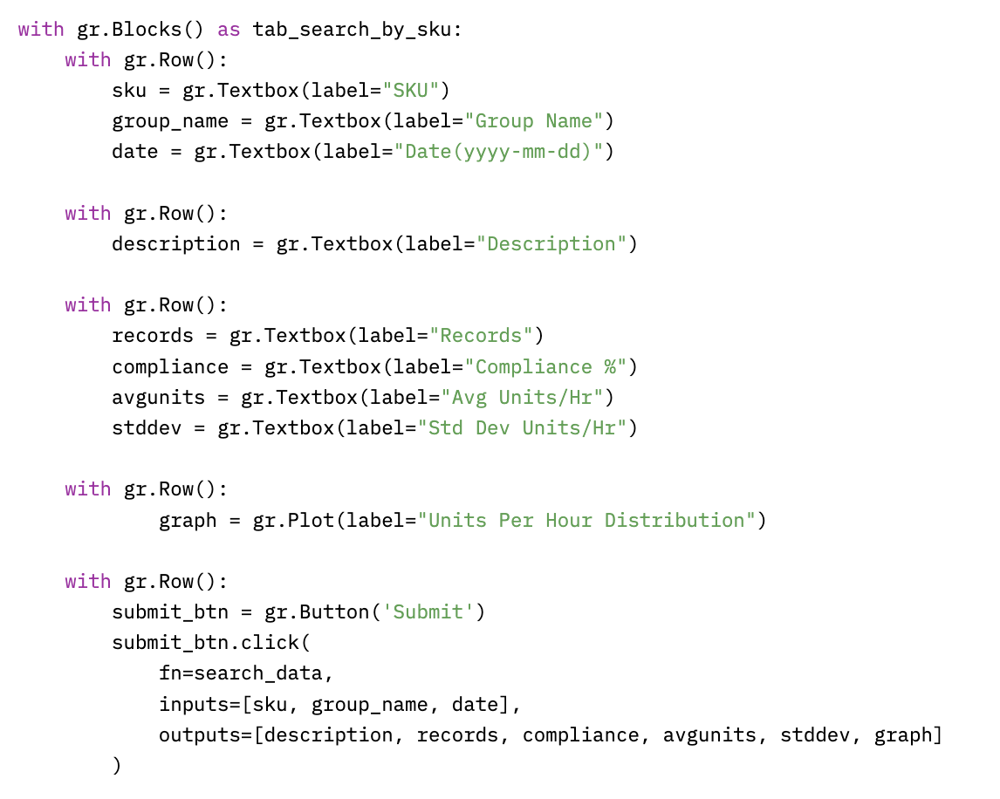 with gr.Blocks() as tab_search_by_sku:
    with gr.Row():
        sku = gr.Textbox(label="SKU")
        group_name = gr.Textbox(label="Group Name")
        date = gr.Textbox(label="Date(yyyy-mm-dd)")

    with gr.Row():
        description = gr.Textbox(label="Description")

    with gr.Row():
        records = gr.Textbox(label="Records")
        compliance = gr.Textbox(label="Compliance %")
        avgunits = gr.Textbox(label="Avg Units/Hr")
        stddev = gr.Textbox(label="Std Dev Units/Hr")

    with gr.Row():
            graph = gr.Plot(label="Units Per Hour Distribution")

    with gr.Row():
        submit_btn = gr.Button('Submit')
        submit_btn.click(
            fn=search_data,
            inputs=[sku, group_name, date],
            outputs=[description, records, compliance, avgunits, stddev, graph]
        )